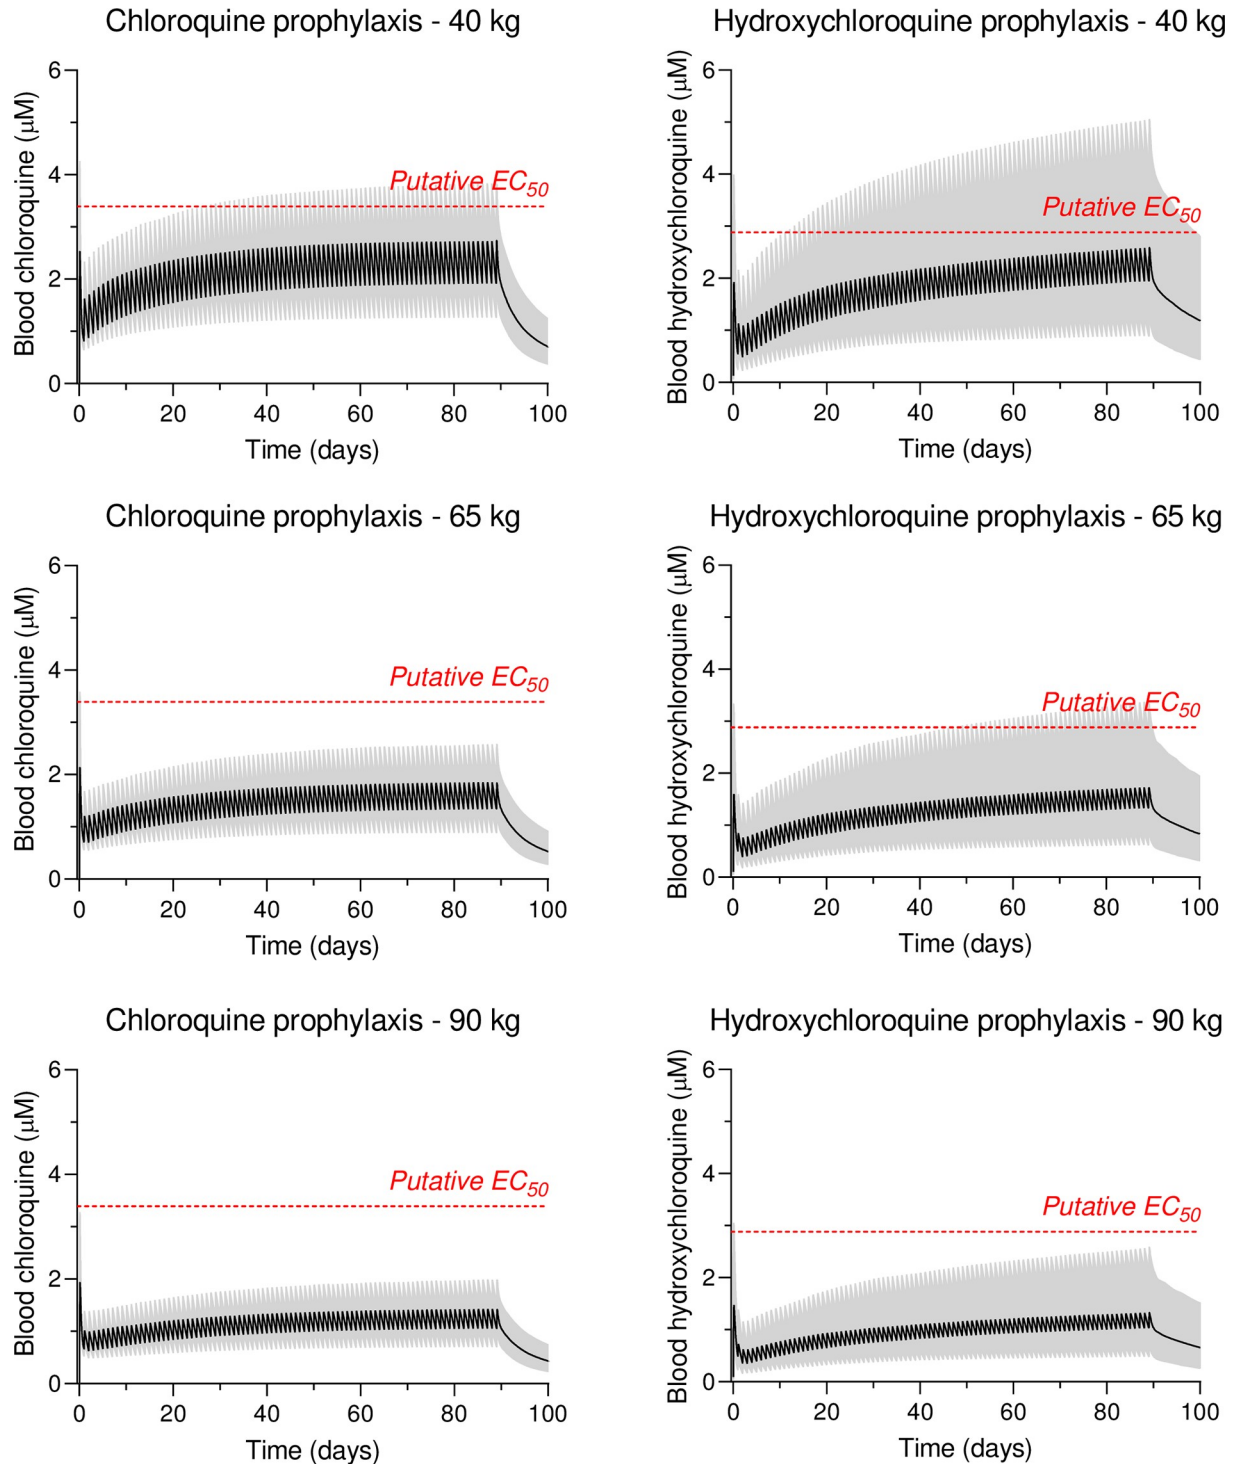 Chloroquine prophylaxis - 40 kg
Blood chloroquine (μM)
6
4
2
0
Putative EC50
0 20 40 60 80 100
Time (days)
Hydroxychloroquine prophylaxis - 40 kg
Blood hydroxychloroquine (μM)
6
4
2
0
Putative EC50
0 20 40 60 80 100
Time (days)
Chloroquine prophylaxis - 65 kg
Blood chloroquine (μM)
6
4
2
0
Putative EC50
0 20 40 60 80 100
Time (days)
Hydroxychloroquine prophylaxis - 65 kg
Blood hydroxychloroquine (μM)
6
4
2
0
Putative EC50
0 20 40 60 80 100
Time (days)
Chloroquine prophylaxis - 90 kg
Blood chloroquine (μM)
6
4
2
0
Putative EC50
0 20 40 60 80 100
Time (days)
Hydroxychloroquine prophylaxis - 90 kg
Blood hydroxychloroquine (μM)
6
4
2
0
Putative EC50
0 20 40 60 80 100
Time (days)